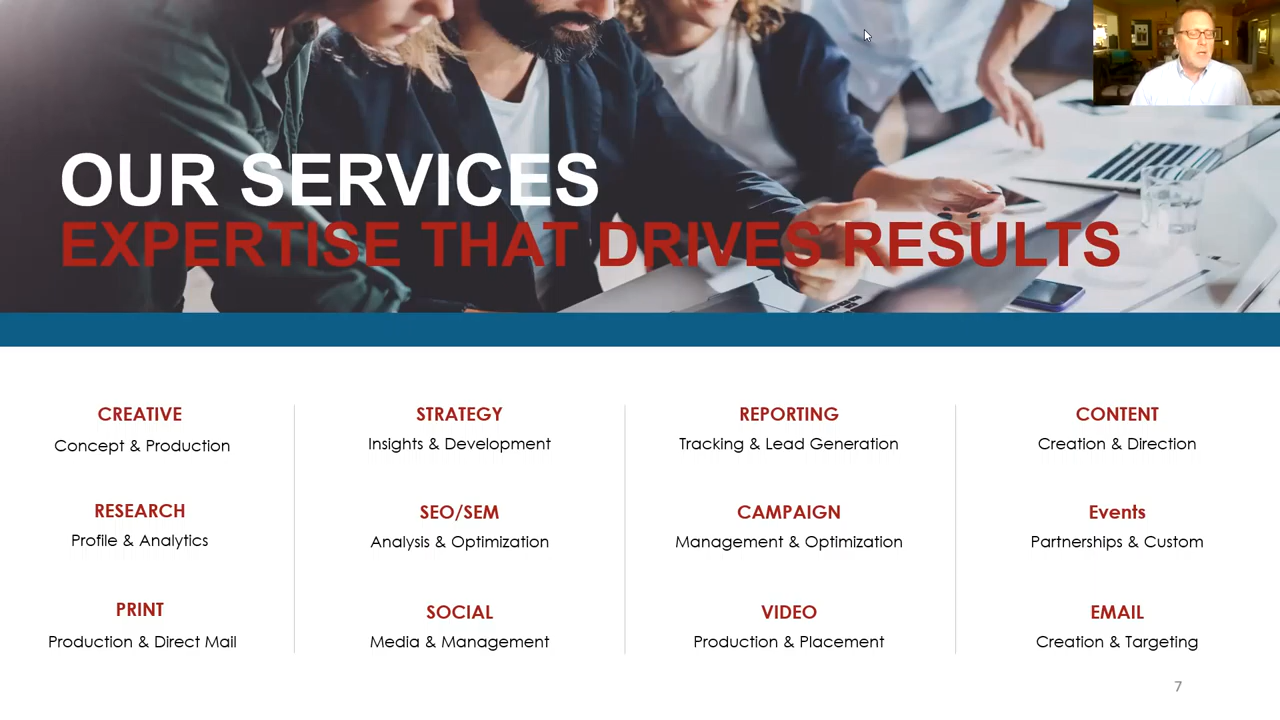 OUR SERVICES
EXPERTISE THAT DRIVES RESULTS
CREATIVE
Concept & Production
STRATEGY
Insights & Development
REPORTING
Tracking & Lead Generation
CONTENT
Creation & Direction
RESEARCH
Profile & Analytics
SEO/SEM
Analysis & Optimization
CAMPAIGN
Management & Optimization
Events
Partnerships & Custom
PRINT
Production & Direct Mail
SOCIAL
Media & Management
VIDEO
Production & Placement
EMAIL
Creation & Targeting
7